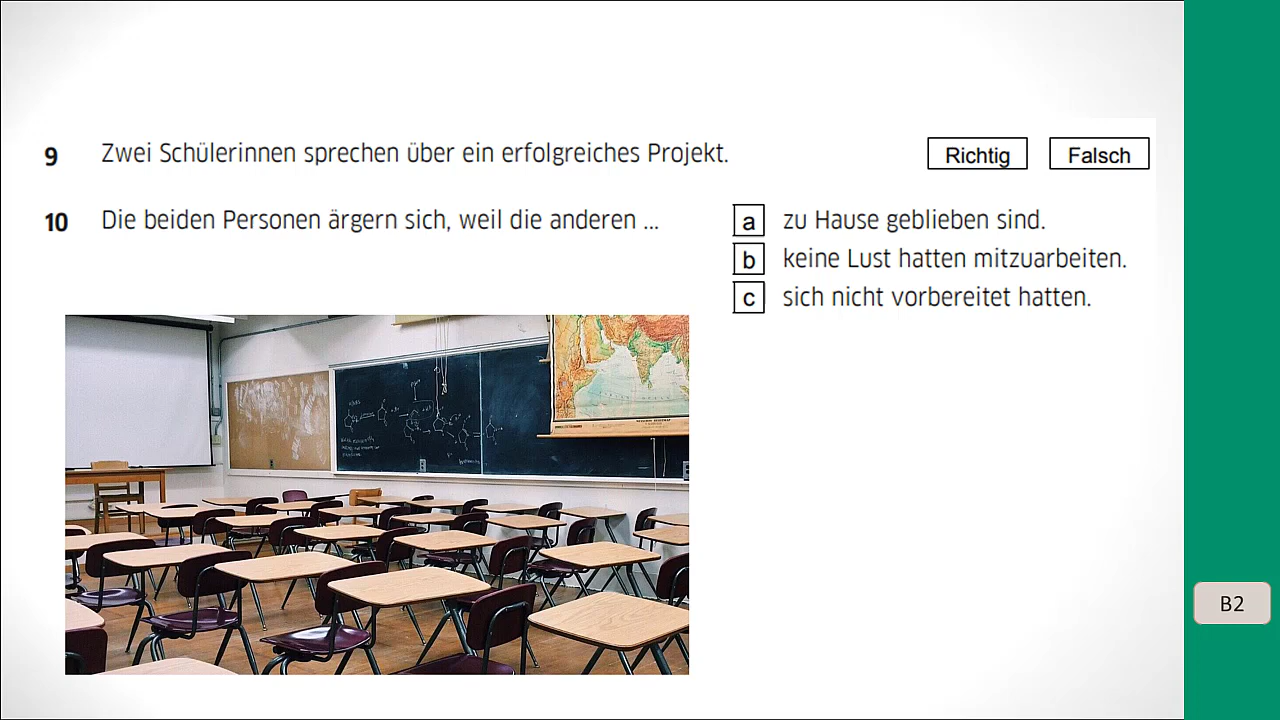 9 Zwei Schülerinnen sprechen über ein erfolgreiches Projekt. Richtig Falsch
10 Die beiden Personen ärgern sich, weil die anderen ... a zu Hause geblieben sind.
b keine Lust hatten mitzuarbeiten.
c sich nicht vorbereitet hatten.
B2